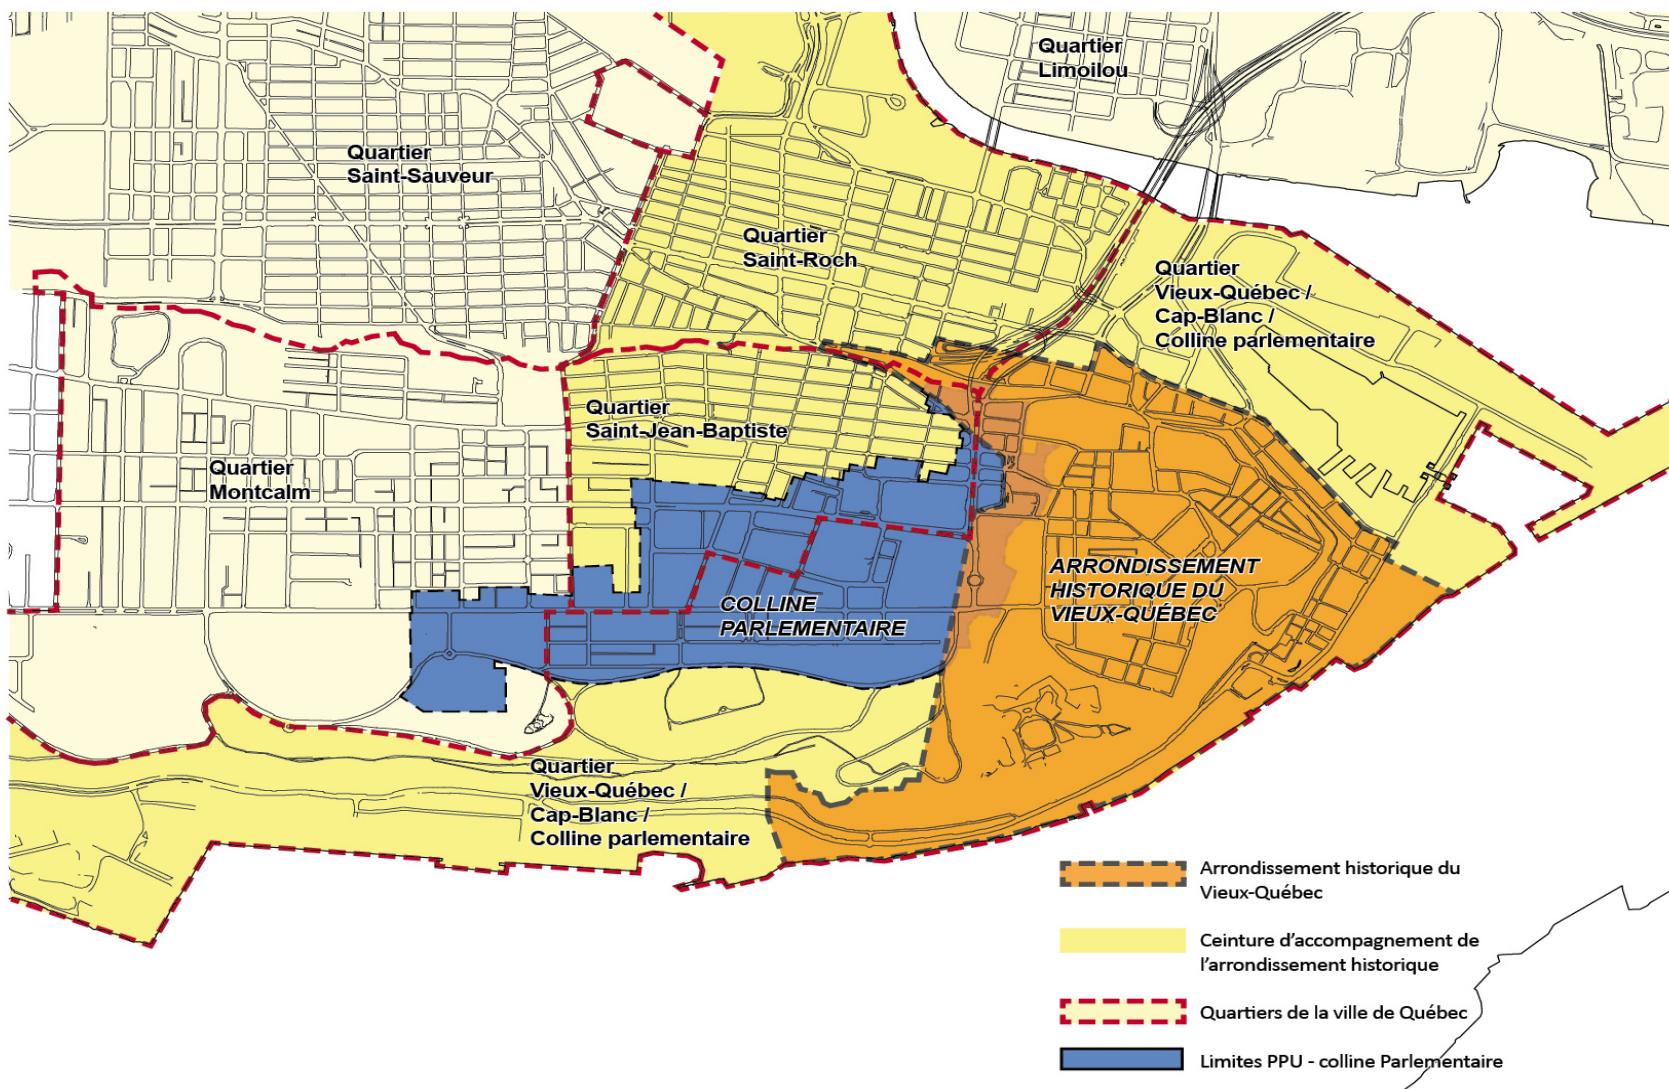 Quartier
Limoilou
Quartier
Saint-Sauveur
Quartier
Saint-Roch
Quartier
Vieux-Québec /
Cap-Blanc /
Colline parlementaire
Quartier
Saint-Jean-Baptiste
Quartier
Montcalm
ARRONDISSEMENT
HISTORIQUE DU
VIEUX-QUÉBEC
COLLINE
PARLEMENTAIRE
Quartier
Vieux-Québec /
Cap-Blanc /
Colline parlementaire
Arrondissement historique du
Vieux-Québec
Ceinture d'accompagnement de
l'arrondissement historique
Quartiers de la ville de Québec
Limites PPU - colline Parlementaire